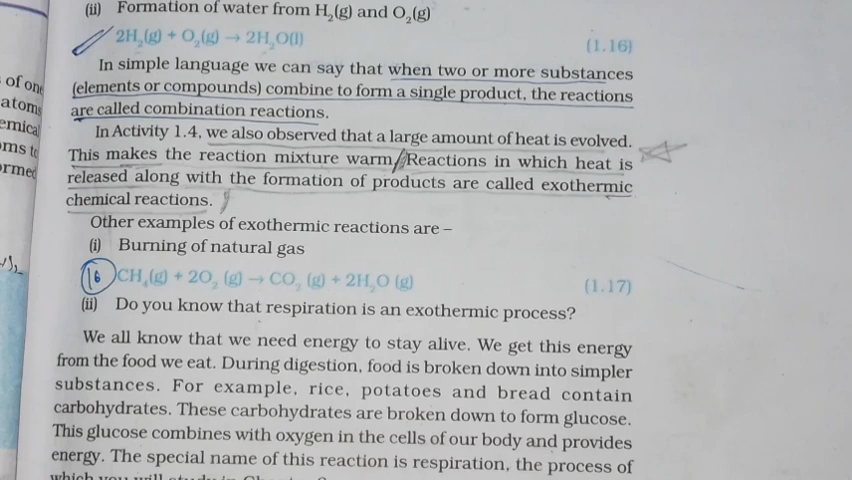 (ii) Formation of water from H₂(g) and O₂(g)
2H₂(g) + O₂(g) → 2H₂O(l) (1.16)
In simple language we can say that when two or more substances
(elements or compounds) combine to form a single product, the reactions
are called combination reactions.
In Activity 1.4, we also observed that a large amount of heat is evolved.
This makes the reaction mixture warm. Reactions in which heat is
released along with the formation of products are called exothermic
chemical reactions.
Other examples of exothermic reactions are –
(i) Burning of natural gas
16 CH₄(g) + 2O₂ (g) → CO₂ (g) + 2H₂O (g) (1.17)
(ii) Do you know that respiration is an exothermic process?
We all know that we need energy to stay alive. We get this energy
from the food we eat. During digestion, food is broken down into simpler
substances. For example, rice, potatoes and bread contain
carbohydrates. These carbohydrates are broken down to form glucose.
This glucose combines with oxygen in the cells of our body and provides
energy. The special name of this reaction is respiration, the process of
which you will study in
of one
atoms